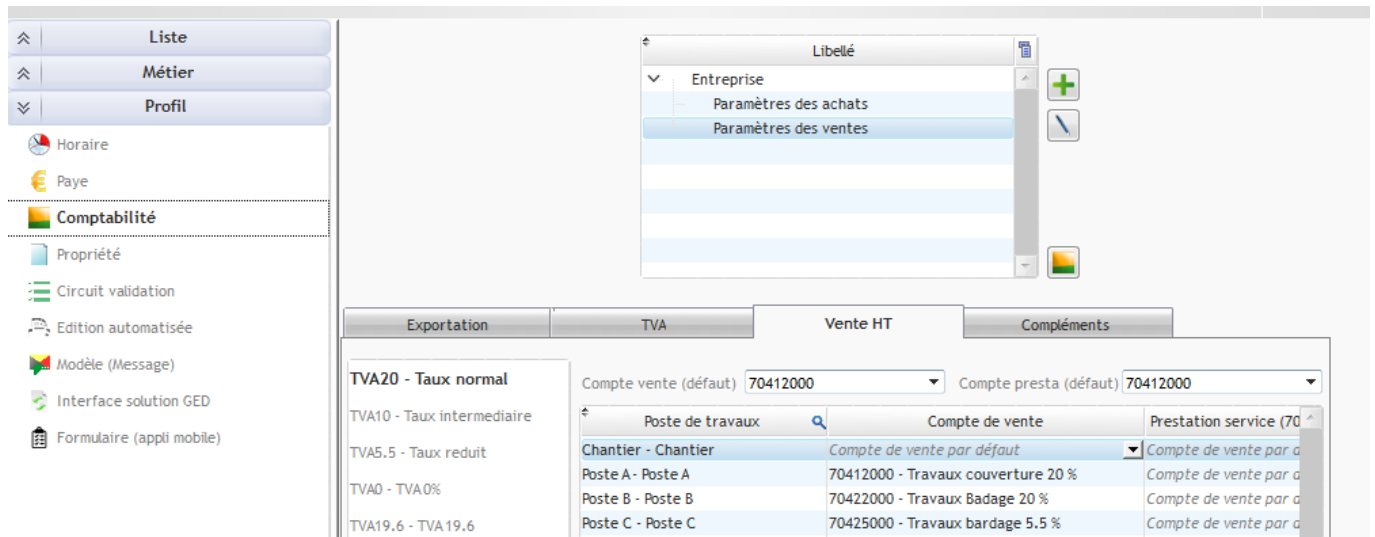 Liste
Métier
Profil
Horaire
Paye
Comptabilité
Propriété
Circuit validation
Edition automatisée
Modèle (Message)
Interface solution GED
Formulaire (appli mobile)
Libellé
Entreprise
Paramètres des achats
Paramètres des ventes
Exportation TVA Vente HT Compléments
TVA20 - Taux normal
TVA10 - Taux intermediaire
TVA5.5 - Taux reduit
TVA0 - TVA0%
TVA19.6 - TVA19.6
Compte vente (défaut) 70412000 Compte presta (défaut) 70412000
Poste de travaux Compte de vente Prestation service (70
Chantier - Chantier Compte de vente par défaut Compte de vente par d
Poste A - Poste A 70412000 - Travaux couverture 20 % Compte de vente par d
Poste B - Poste B 70422000 - Travaux Badage 20 % Compte de vente par d
Poste C - Poste C 70425000 - Travaux bardage 5.5 % Compte de vente par d